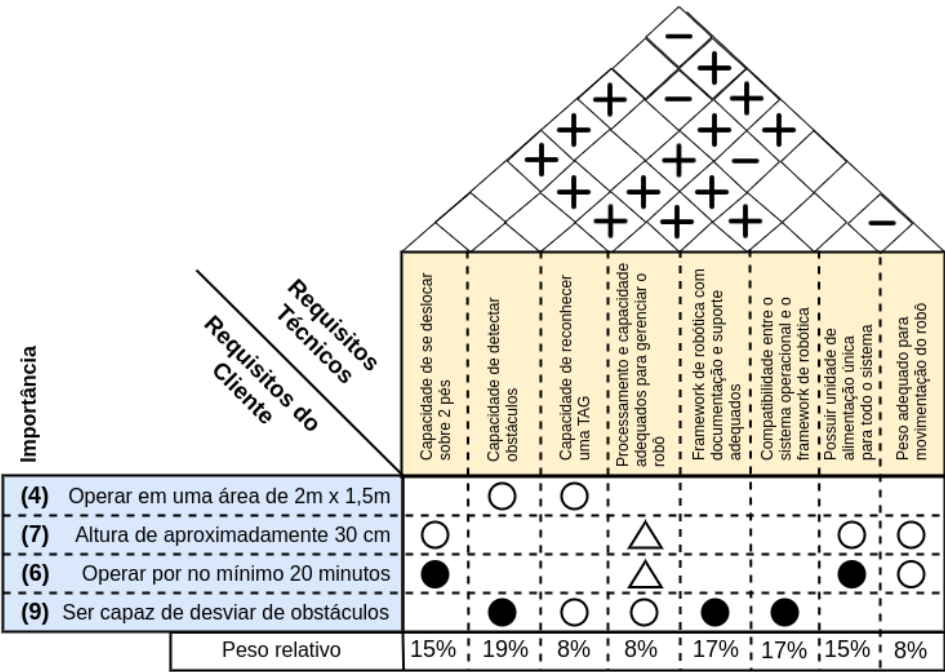 −
+
+ − +
+ + +
+ + −
+ + +
+ + + −
Requisitos
Técnicos
Requisitos do
Cliente
Importância
Capacidade de se deslocar
sobre 2 pés
Capacidade de detectar
obstáculos
Capacidade de reconhecer
uma TAG
Processamento e capacidade
adequados para gerenciar o
robô
Framework de robótica com
documentação e suporte
adequados
Compatibilidade entre o
sistema operacional e o
framework de robótica
Possuir unidade de
alimentação única
para todo o sistema
Peso adequado para
movimentação do robô
(4) Operar em uma área de 2m x 1,5m
(7) Altura de aproximadamente 30 cm
(6) Operar por no mínimo 20 minutos
(9) Ser capaz de desviar de obstáculos
Peso relativo 15% 19% 8% 8% 17% 17% 15% 8%